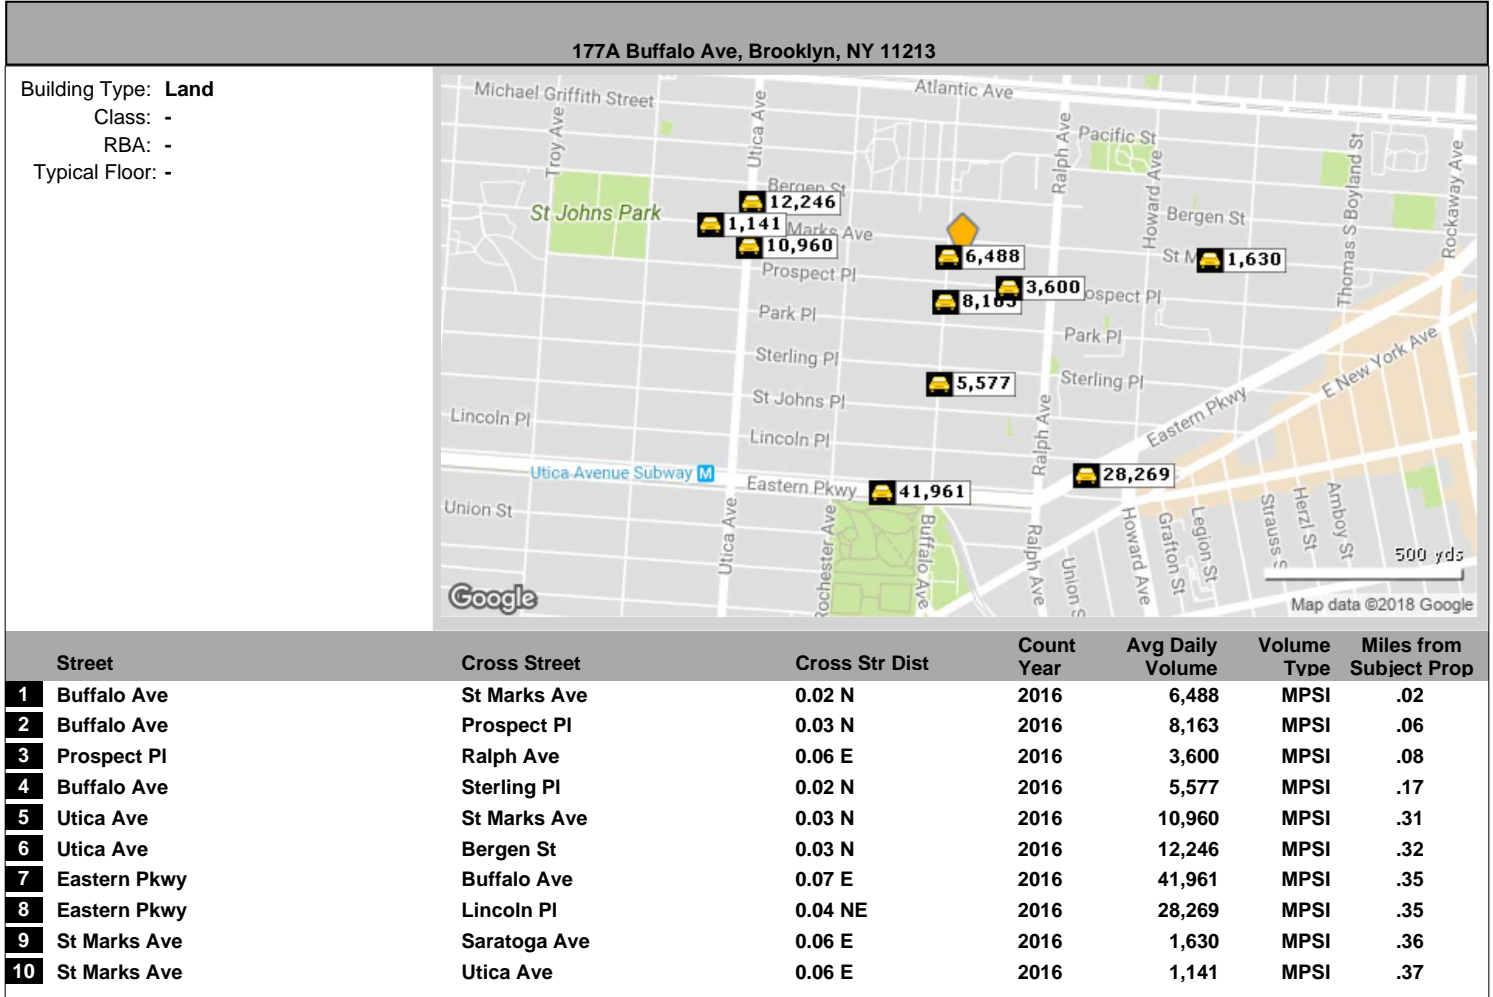 177A Buffalo Ave, Brooklyn, NY 11213
Building Type: Land
Class: -
RBA: -
Typical Floor: -
Michael Griffith Street
Atlantic Ave
Troy Ave
Utica Ave
Ralph Ave
Pacific St
Howard Ave
Thomas S Boyland St
Rockaway Ave
Bergen St
12,246
St Johns Park
1,141
Marks Ave
Bergen St
10,960
6,488
St M
1,630
Prospect Pl
3,600
ospect Pl
8,163
Park Pl
Park Pl
Sterling Pl
5,577
Sterling Pl
E New York Ave
St Johns Pl
Eastern Pkwy
Lincoln Pl
Lincoln Pl
Ralph Ave
Utica Avenue Subway M
28,269
Eastern Pkwy
41,961
Union St
Utica Ave
Rochester Ave
Buffalo Ave
Ralph Ave
Union S
Howard Ave
Grafton St
Legion St
Strauss S
Herzl St
Amboy St
500 yds
Google
Map data ©2018 Google
Street Cross Street Cross Str Dist Count Year Avg Daily Volume Volume Type Miles from Subject Prop
1 Buffalo Ave St Marks Ave 0.02 N 2016 6,488 MPSI .02
2 Buffalo Ave Prospect Pl 0.03 N 2016 8,163 MPSI .06
3 Prospect Pl Ralph Ave 0.06 E 2016 3,600 MPSI .08
4 Buffalo Ave Sterling Pl 0.02 N 2016 5,577 MPSI .17
5 Utica Ave St Marks Ave 0.03 N 2016 10,960 MPSI .31
6 Utica Ave Bergen St 0.03 N 2016 12,246 MPSI .32
7 Eastern Pkwy Buffalo Ave 0.07 E 2016 41,961 MPSI .35
8 Eastern Pkwy Lincoln Pl 0.04 NE 2016 28,269 MPSI .35
9 St Marks Ave Saratoga Ave 0.06 E 2016 1,630 MPSI .36
10 St Marks Ave Utica Ave 0.06 E 2016 1,141 MPSI .37